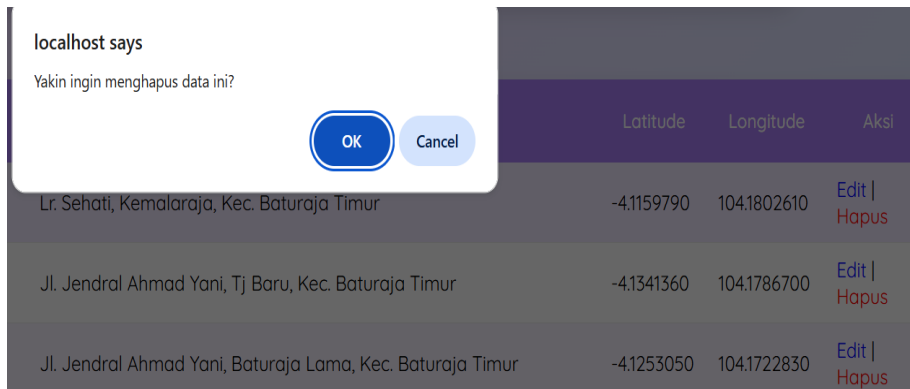 localhost says
Yakin ingin menghapus data ini?
OK Cancel
Latitude Longitude Aksi
Lr. Sehati, Kemalaraja, Kec. Baturaja Timur -4.1159790 104.1802610 Edit |
Hapus
Jl. Jendral Ahmad Yani, Tj Baru, Kec. Baturaja Timur -4.1341360 104.1786700 Edit |
Hapus
Jl. Jendral Ahmad Yani, Baturaja Lama, Kec. Baturaja Timur -4.1253050 104.1722830 Edit |
Hapus